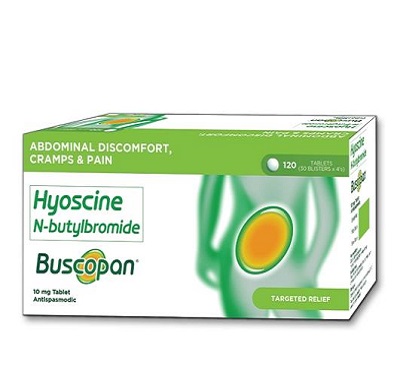 ABDOMINAL DISCOMFORT,
CRAMPS & PAIN
120
TABLETS
(30 BLISTERS x 4's)
Hyoscine
N-butylbromide
Buscopan®
10 mg Tablet
Antispasmodic
TARGETED RELIEF